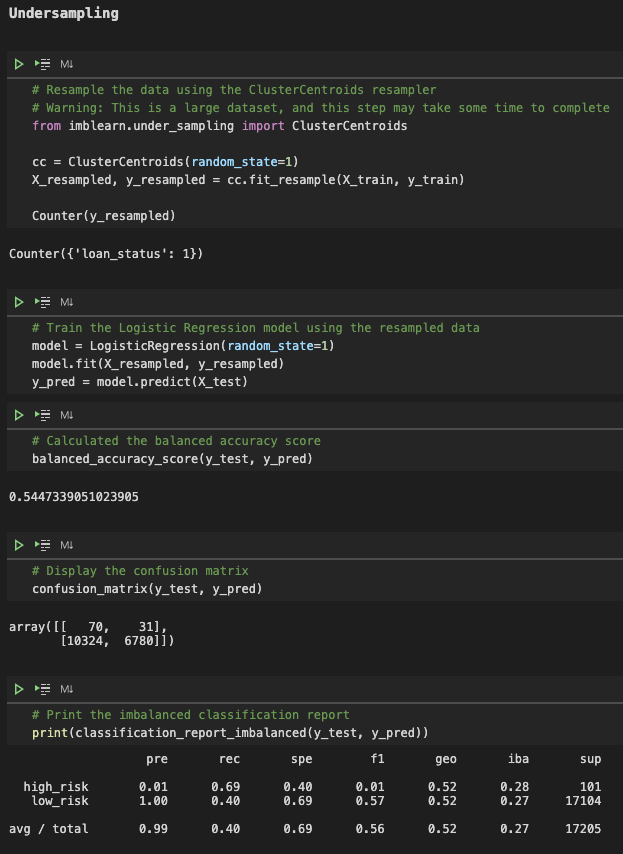 Undersampling
M↓
# Resample the data using the ClusterCentroids resampler
# Warning: This is a large dataset, and this step may take some time to complete
from imblearn.under_sampling import ClusterCentroids
cc = ClusterCentroids(random_state=1)
X_resampled, y_resampled = cc.fit_resample(X_train, y_train)
Counter(y_resampled)
Counter({'loan_status': 1})
M↓
# Train the Logistic Regression model using the resampled data
model = LogisticRegression(random_state=1)
model.fit(X_resampled, y_resampled)
y_pred = model.predict(X_test)
M↓
# Calculated the balanced accuracy score
balanced_accuracy_score(y_test, y_pred)
0.5447339051023905
M↓
# Display the confusion matrix
confusion_matrix(y_test, y_pred)
array([[   70,    31],
       [10324,  6780]])
M↓
# Print the imbalanced classification report
print(classification_report_imbalanced(y_test, y_pred))
pre rec spe f1 geo iba sup
high_risk 0.01 0.69 0.40 0.01 0.52 0.28 101
low_risk 1.00 0.40 0.69 0.57 0.52 0.27 17104
avg / total 0.99 0.40 0.69 0.56 0.52 0.27 17205